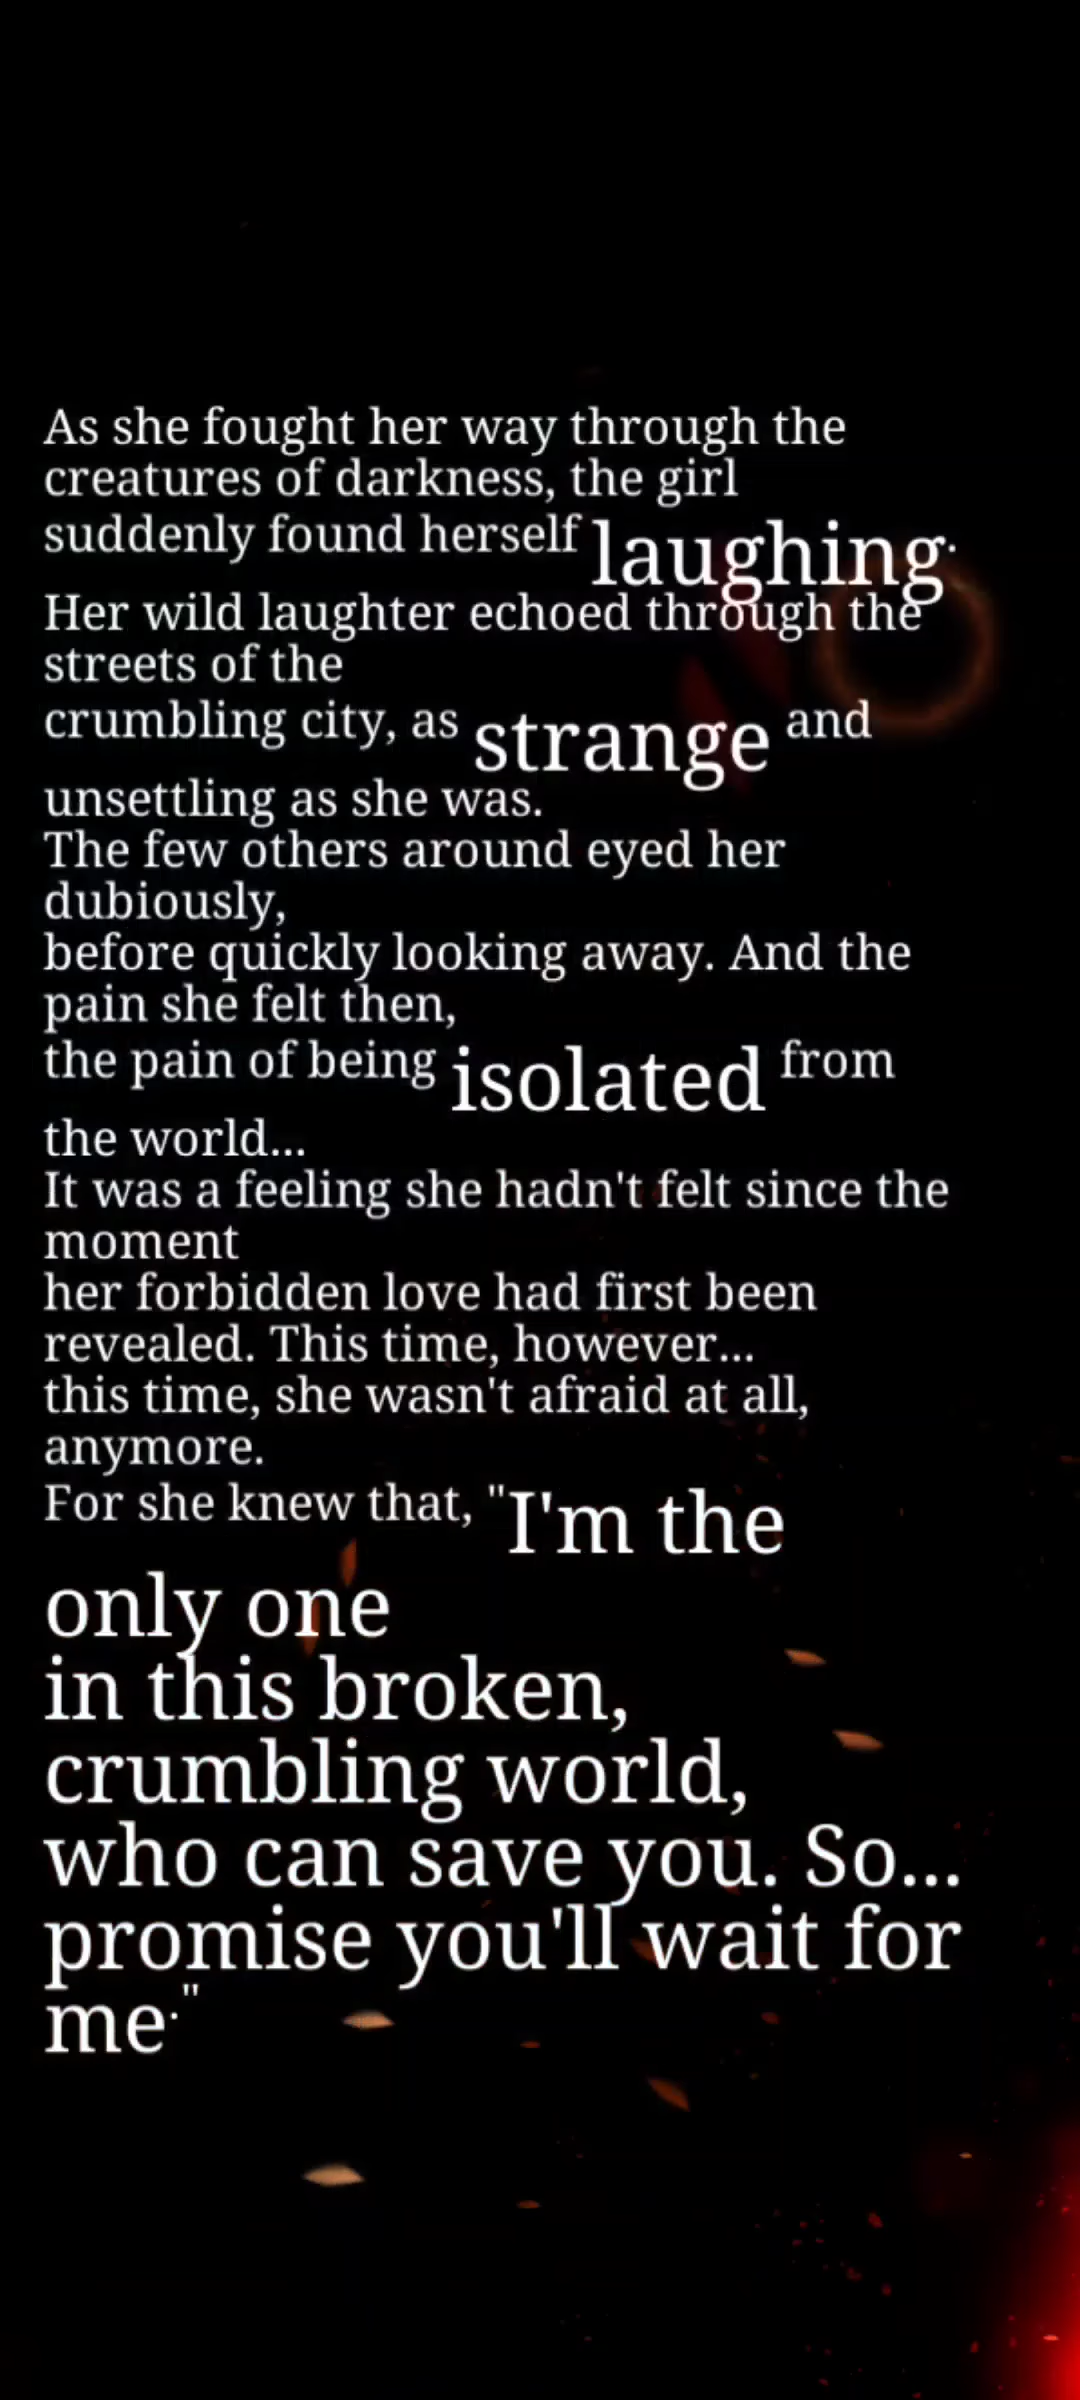 As she fought her way through the
creatures of darkness, the girl
suddenly found herself laughing.
Her wild laughter echoed through the
streets of the
crumbling city, as strange and
unsettling as she was.
The few others around eyed her
dubiously,
before quickly looking away. And the
pain she felt then,
the pain of being isolated from
the world...
It was a feeling she hadn't felt since the
moment
her forbidden love had first been
revealed. This time, however...
this time, she wasn't afraid at all,
anymore.
For she knew that, "I'm the
only one
in this broken,
crumbling world,
who can save you. So...
promise you'll wait for
me."